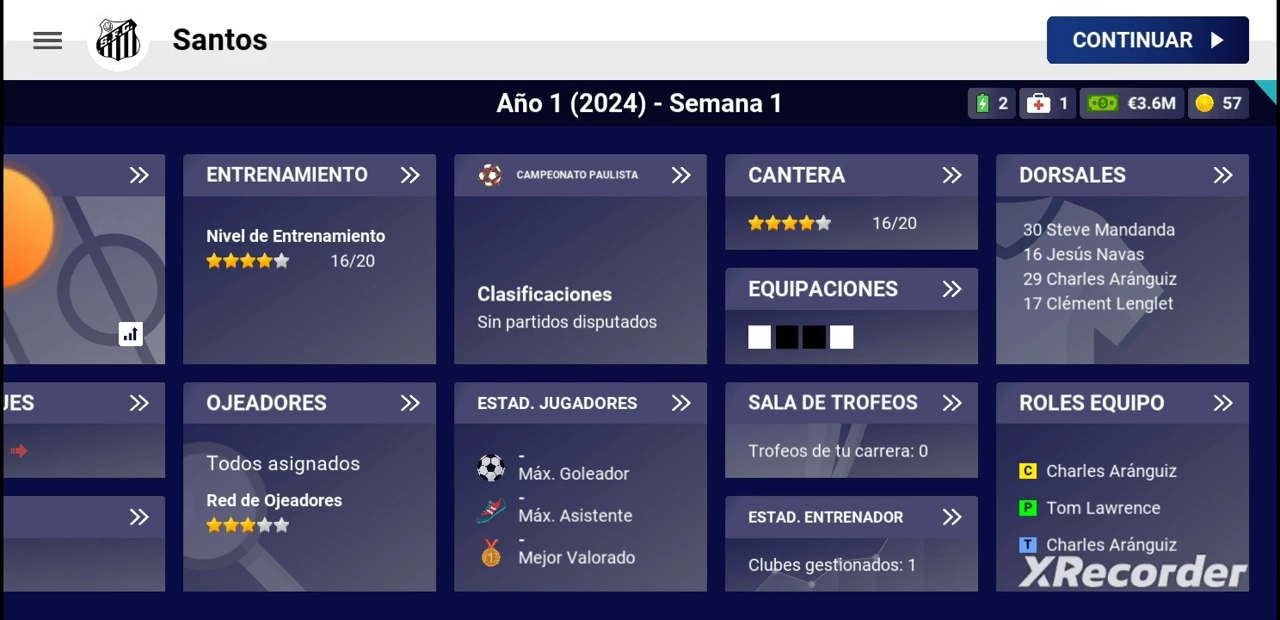 Santos
CONTINUAR
Año 1 (2024) - Semana 1
2
1
€3.6M
57
ENTRENAMIENTO
Nivel de Entrenamiento
16/20
CAMPEONATO PAULISTA
Clasificaciones
Sin partidos disputados
CANTERA
16/20
EQUIPACIONES
DORSALES
30 Steve Mandanda
16 Jesús Navas
29 Charles Aránguiz
17 Clément Lenglet
UES
OJEADORES
Todos asignados
Red de Ojeadores
ESTAD. JUGADORES
-
Máx. Goleador
-
Máx. Asistente
-
Mejor Valorado
SALA DE TROFEOS
Trofeos de tu carrera: 0
ESTAD. ENTRENADOR
Clubes gestionados: 1
ROLES EQUIPO
C Charles Aránguiz
P Tom Lawrence
T Charles Aránguiz
XRecorder